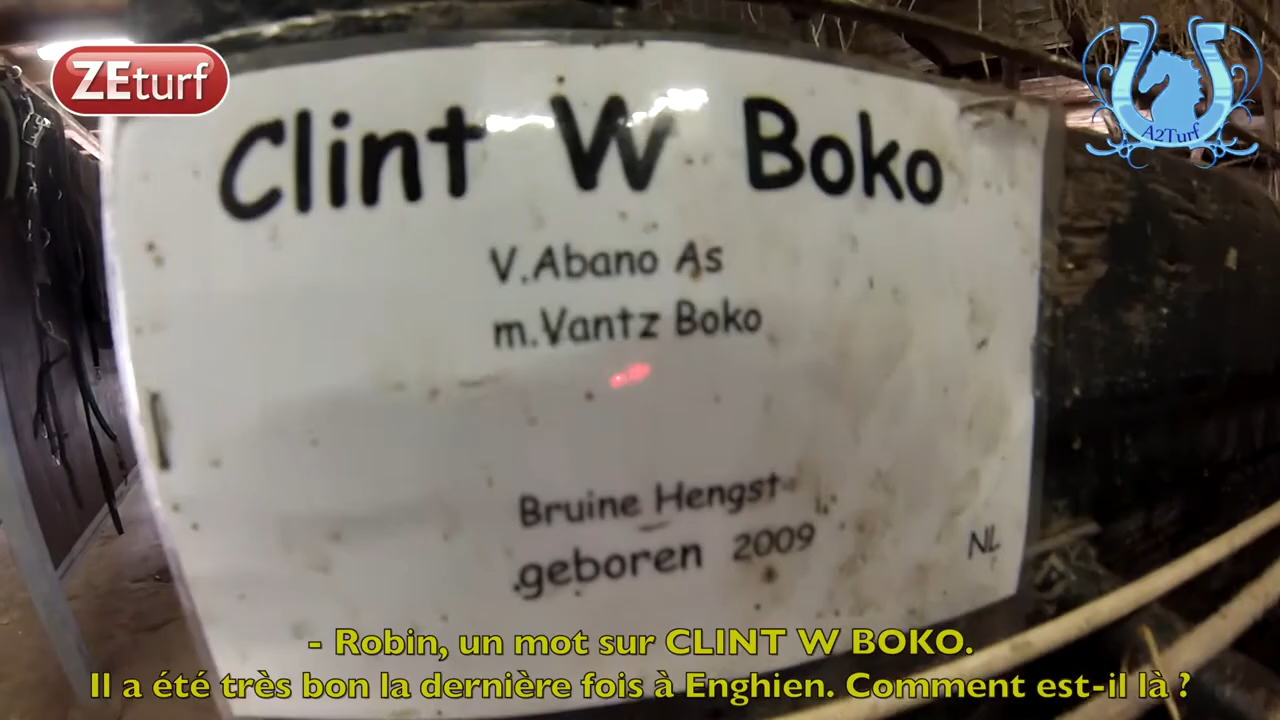 ZEturf
A2Turf
Clint W Boko
V.Abano As
m.Vantz Boko
Bruine Hengst
geboren 2009
NL
- Robin, un mot sur CLINT W BOKO.
Il a été très bon la dernière fois à Enghien. Comment est-il là ?